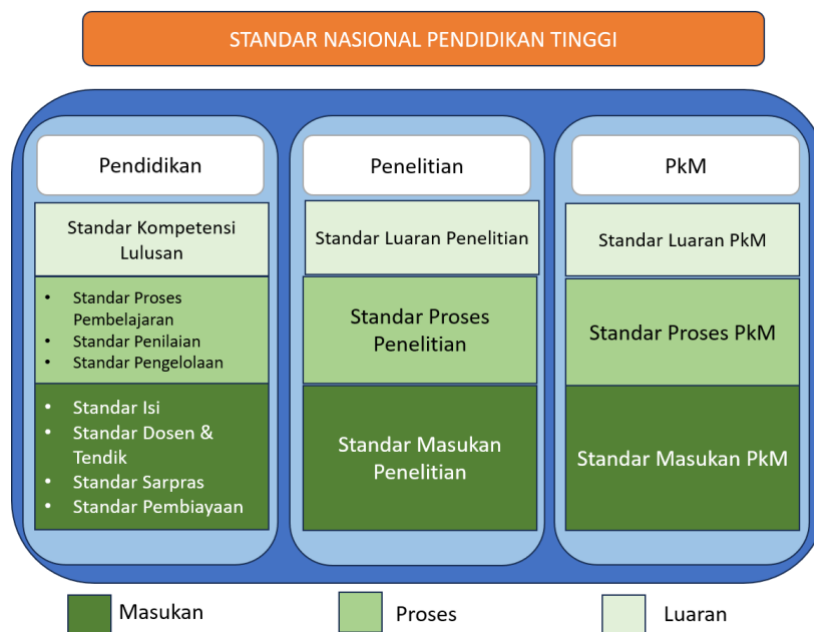 STANDAR NASIONAL PENDIDIKAN TINGGI
Pendidikan
Standar Kompetensi
Lulusan
• Standar Proses
Pembelajaran
• Standar Penilaian
• Standar Pengelolaan
• Standar Isi
• Standar Dosen &
Tendik
• Standar Sarpras
• Standar Pembiayaan
Penelitian
Standar Luaran Penelitian
Standar Proses
Penelitian
Standar Masukan
Penelitian
PkM
Standar Luaran PkM
Standar Proses PkM
Standar Masukan PkM
Masukan
Proses
Luaran